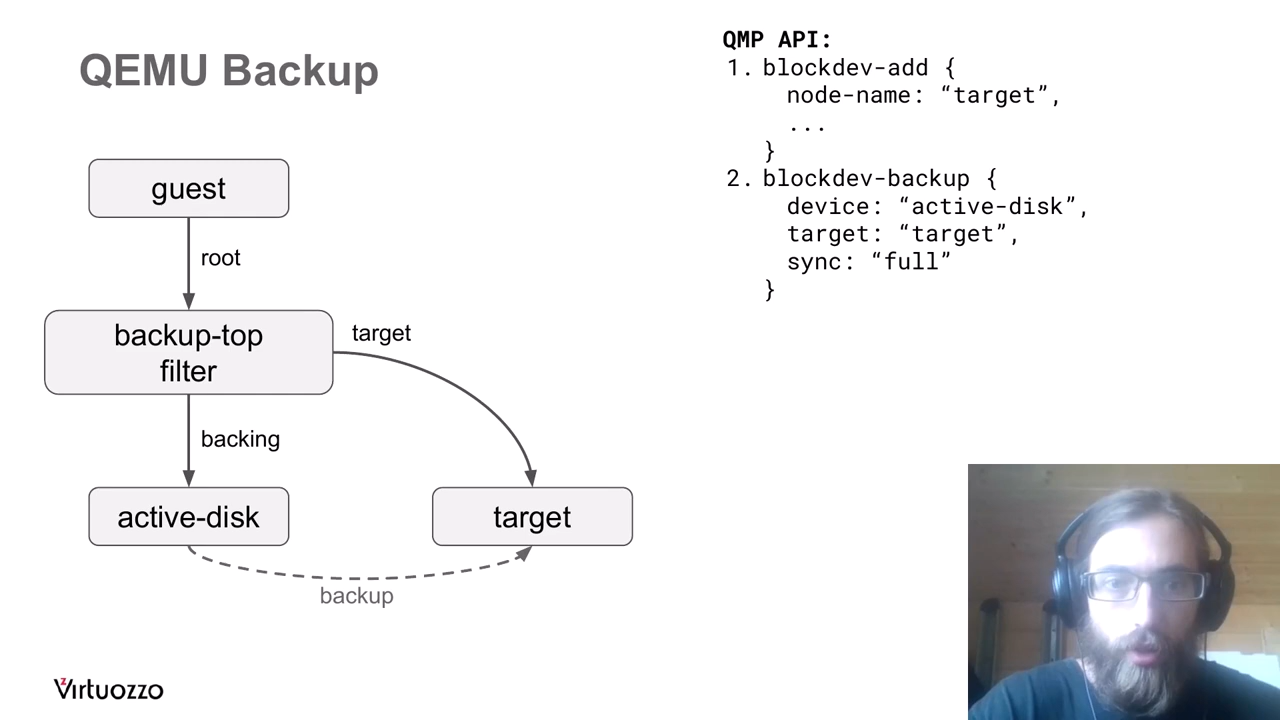 QEMU Backup
guest
root
backup-top
filter
target
backing
active-disk
target
backup
QMP API:
1. blockdev-add {
node-name: “target”,
...
}
2. blockdev-backup {
device: “active-disk”,
target: “target”,
sync: “full”
}
Virtuozzo